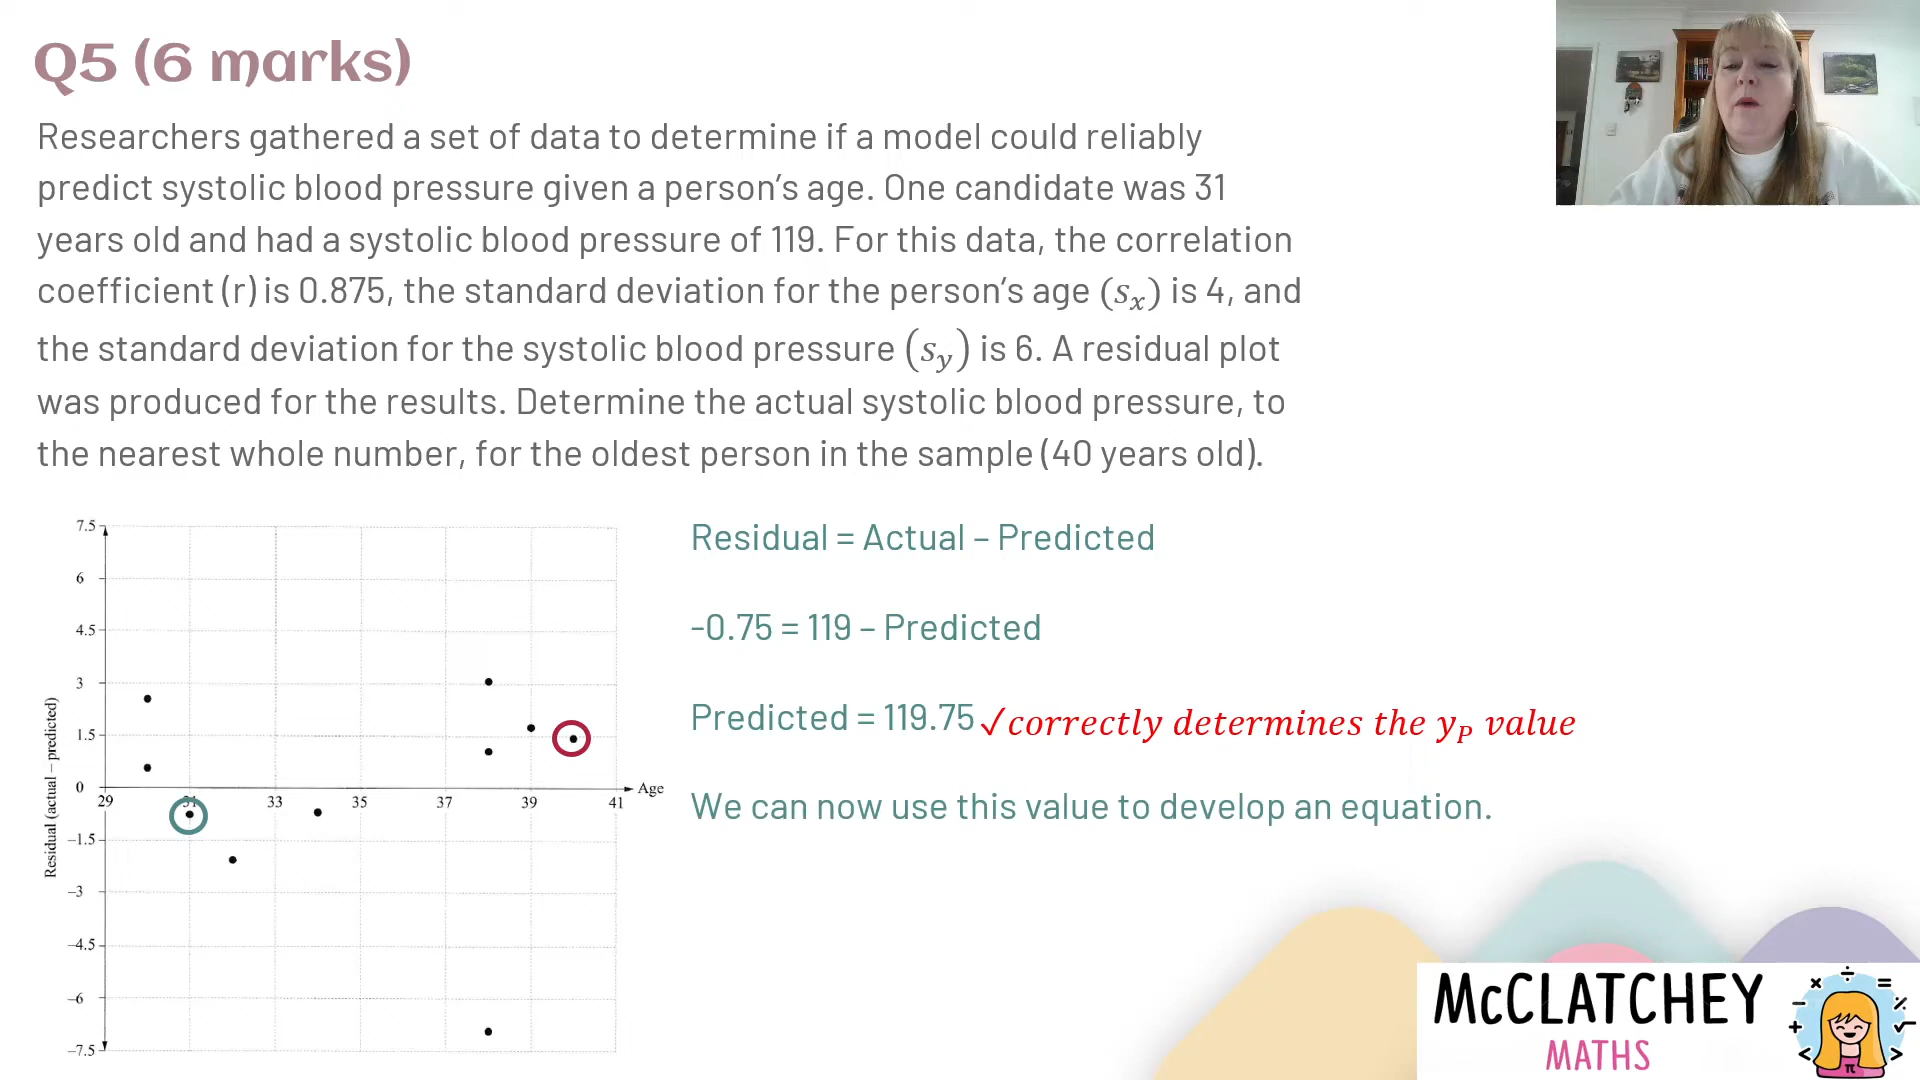 Q5 (6 marks)
Researchers gathered a set of data to determine if a model could reliably
predict systolic blood pressure given a person’s age. One candidate was 31
years old and had a systolic blood pressure of 119. For this data, the correlation
coefficient (r) is 0.875, the standard deviation for the person’s age (sₓ) is 4, and
the standard deviation for the systolic blood pressure (s_y) is 6. A residual plot
was produced for the results. Determine the actual systolic blood pressure, to
the nearest whole number, for the oldest person in the sample (40 years old).
7.5
6
4.5
3
1.5
0
–1.5
–3
–4.5
–6
–7.5
Residual (actual – predicted)
29 31 33 35 37 39 41
Age
Residual = Actual – Predicted
-0.75 = 119 – Predicted
Predicted = 119.75 ✓correctly determines the y_P value
We can now use this value to develop an equation.
McCLATCHEY
MATHS
× ÷ = − % + √ < > π